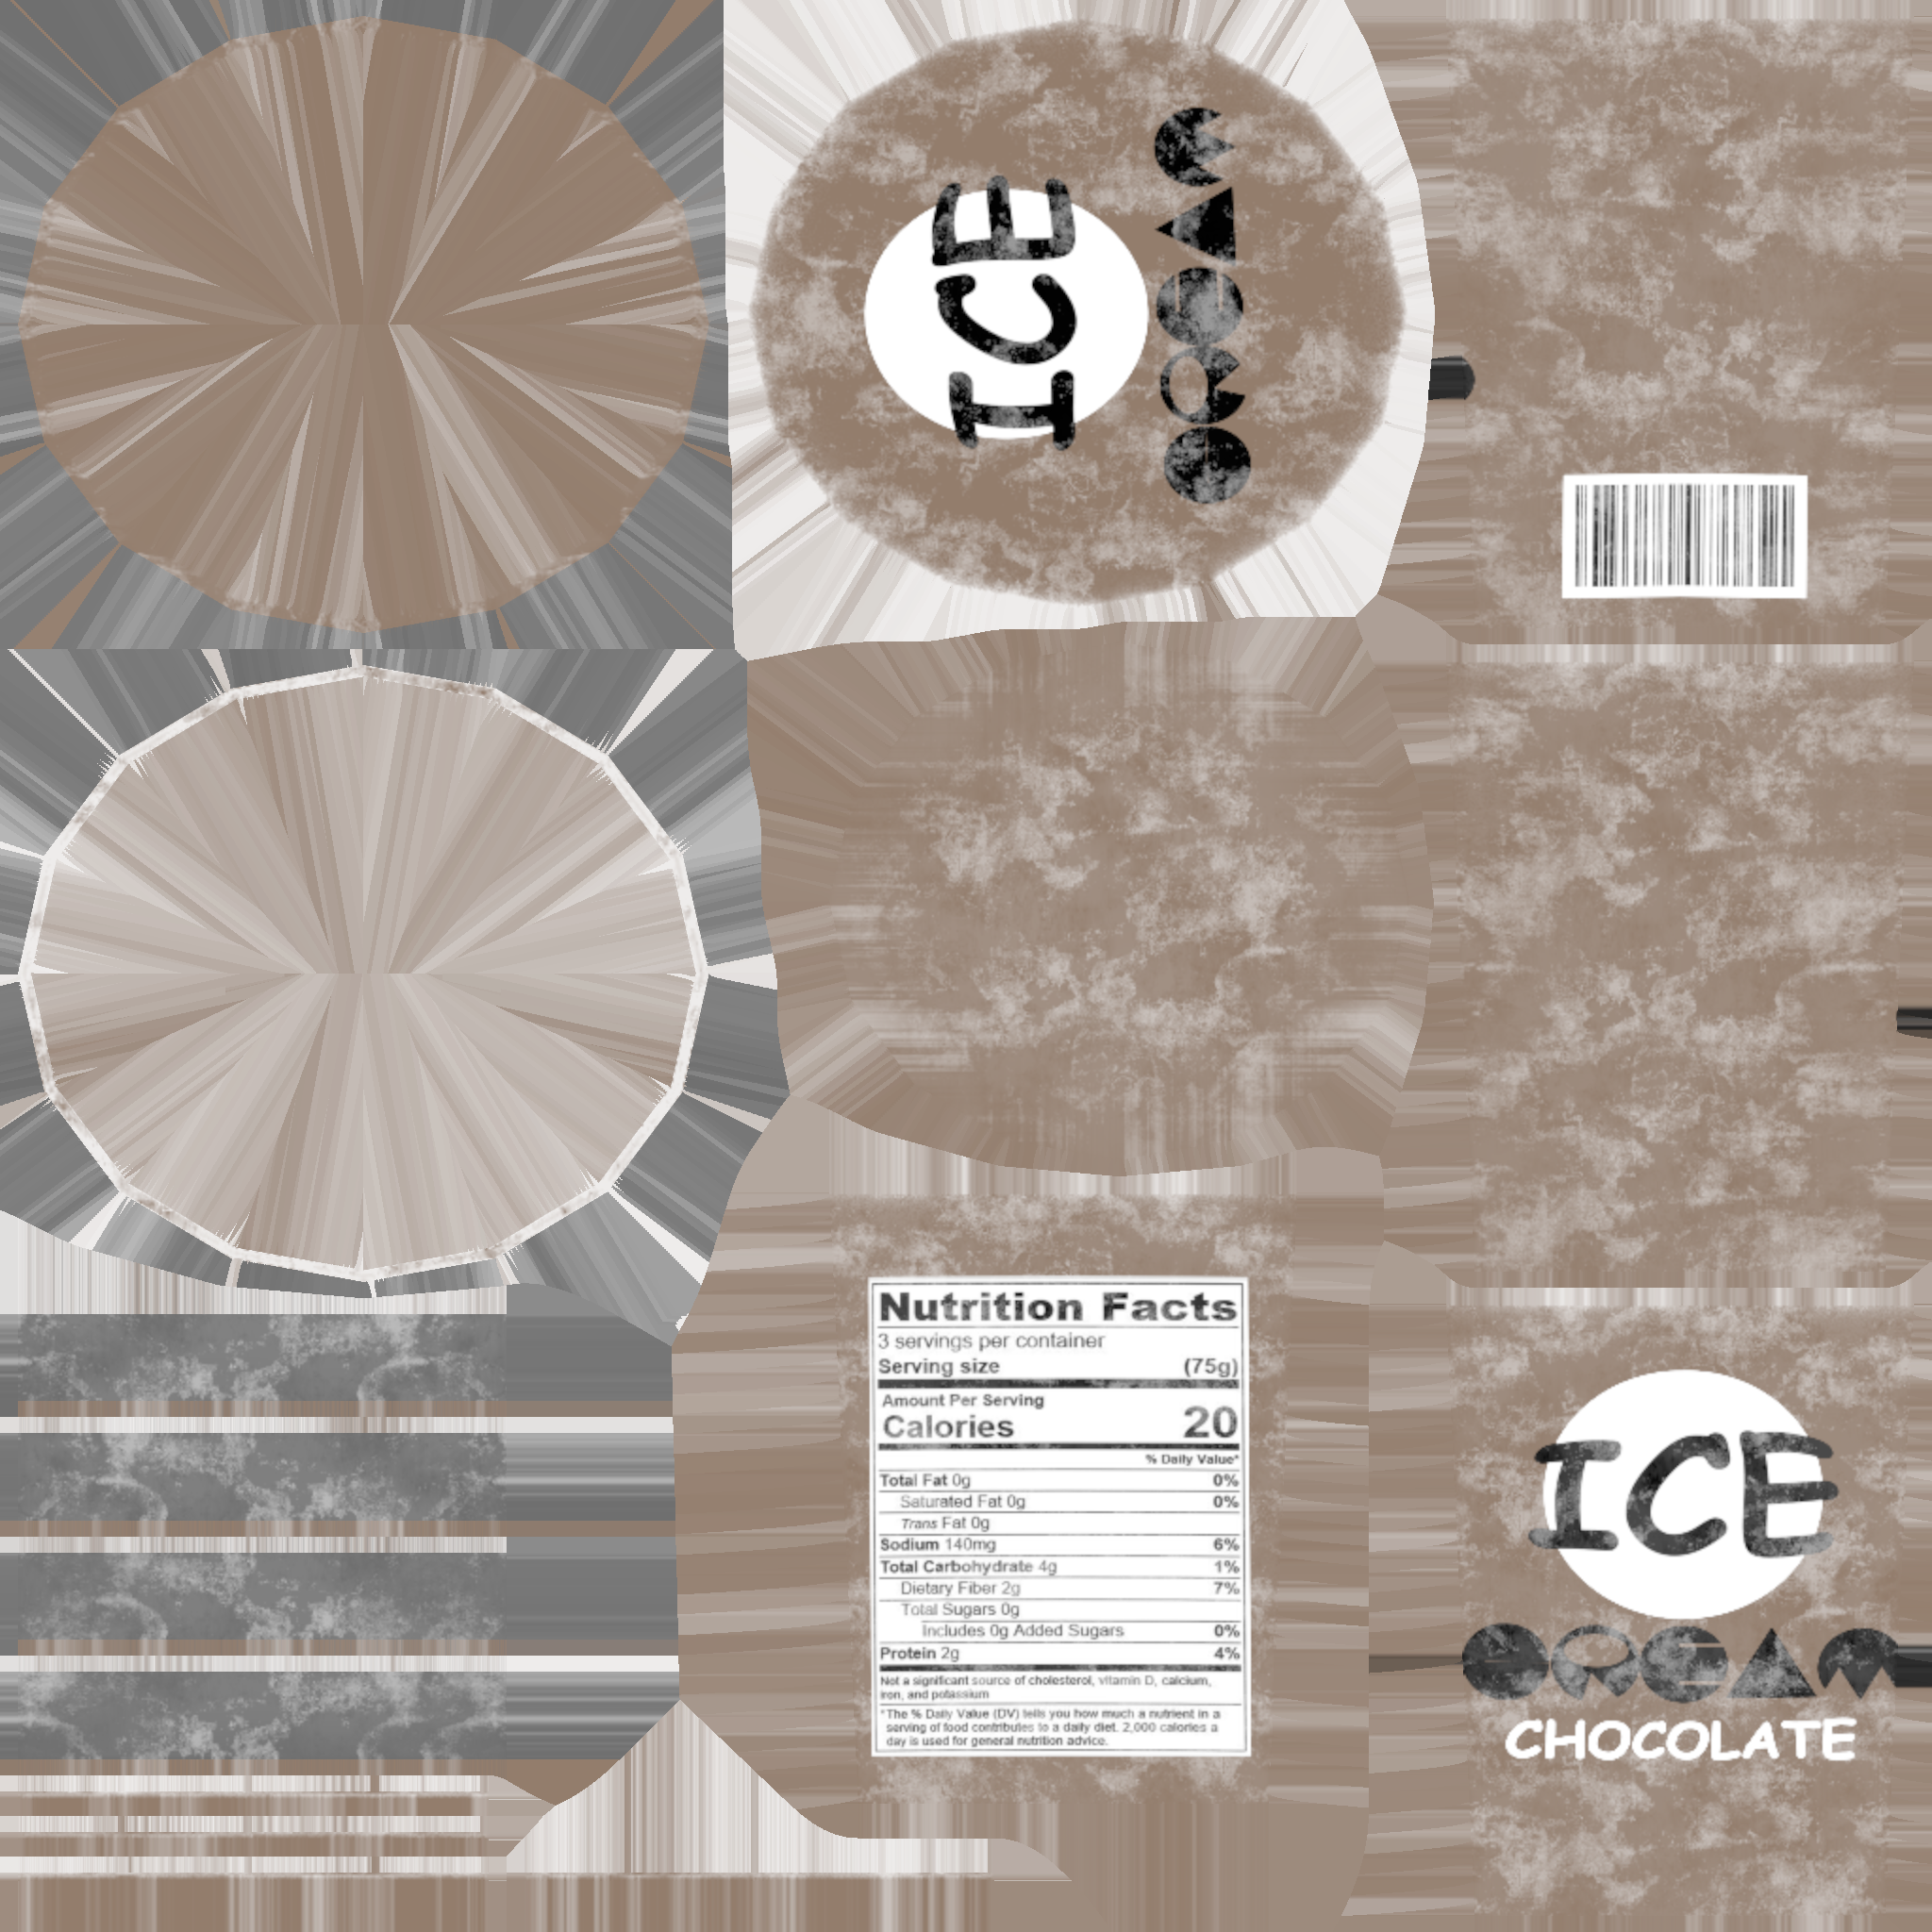 ICE
CREAM
Nutrition Facts
3 servings per container
Serving size (75g)
Amount Per Serving
Calories 20
% Daily Value*
Total Fat 0g 0%
Saturated Fat 0g 0%
Trans Fat 0g
Sodium 140mg 6%
Total Carbohydrate 4g 1%
Dietary Fiber 2g 7%
Total Sugars 0g
Includes 0g Added Sugars 0%
Protein 2g 4%
Not a significant source of cholesterol, vitamin D, calcium,
iron, and potassium
*The % Daily Value (DV) tells you how much a nutrient in a
serving of food contributes to a daily diet. 2,000 calories a
day is used for general nutrition advice.
ICE
CREAM
CHOCOLATE